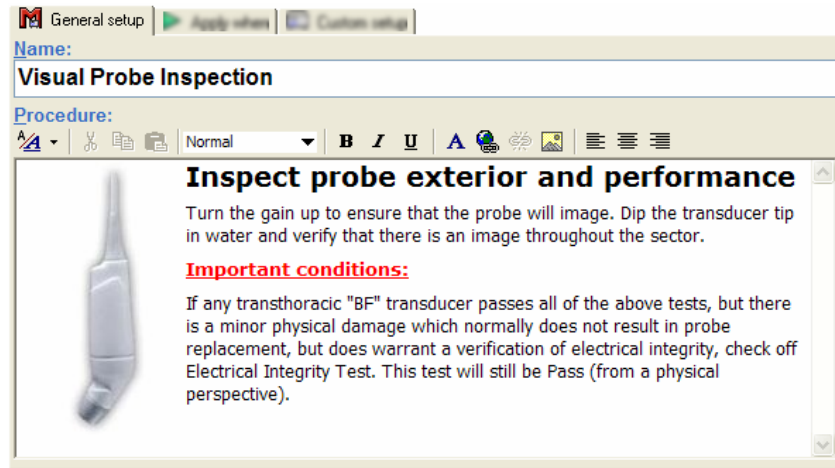 General setup
Name:
Visual Probe Inspection
Procedure:
Normal B I U A
Inspect probe exterior and performance
Turn the gain up to ensure that the probe will image. Dip the transducer tip
in water and verify that there is an image throughout the sector.
Important conditions:
If any transthoracic "BF" transducer passes all of the above tests, but there
is a minor physical damage which normally does not result in probe
replacement, but does warrant a verification of electrical integrity, check off
Electrical Integrity Test. This test will still be Pass (from a physical
perspective).